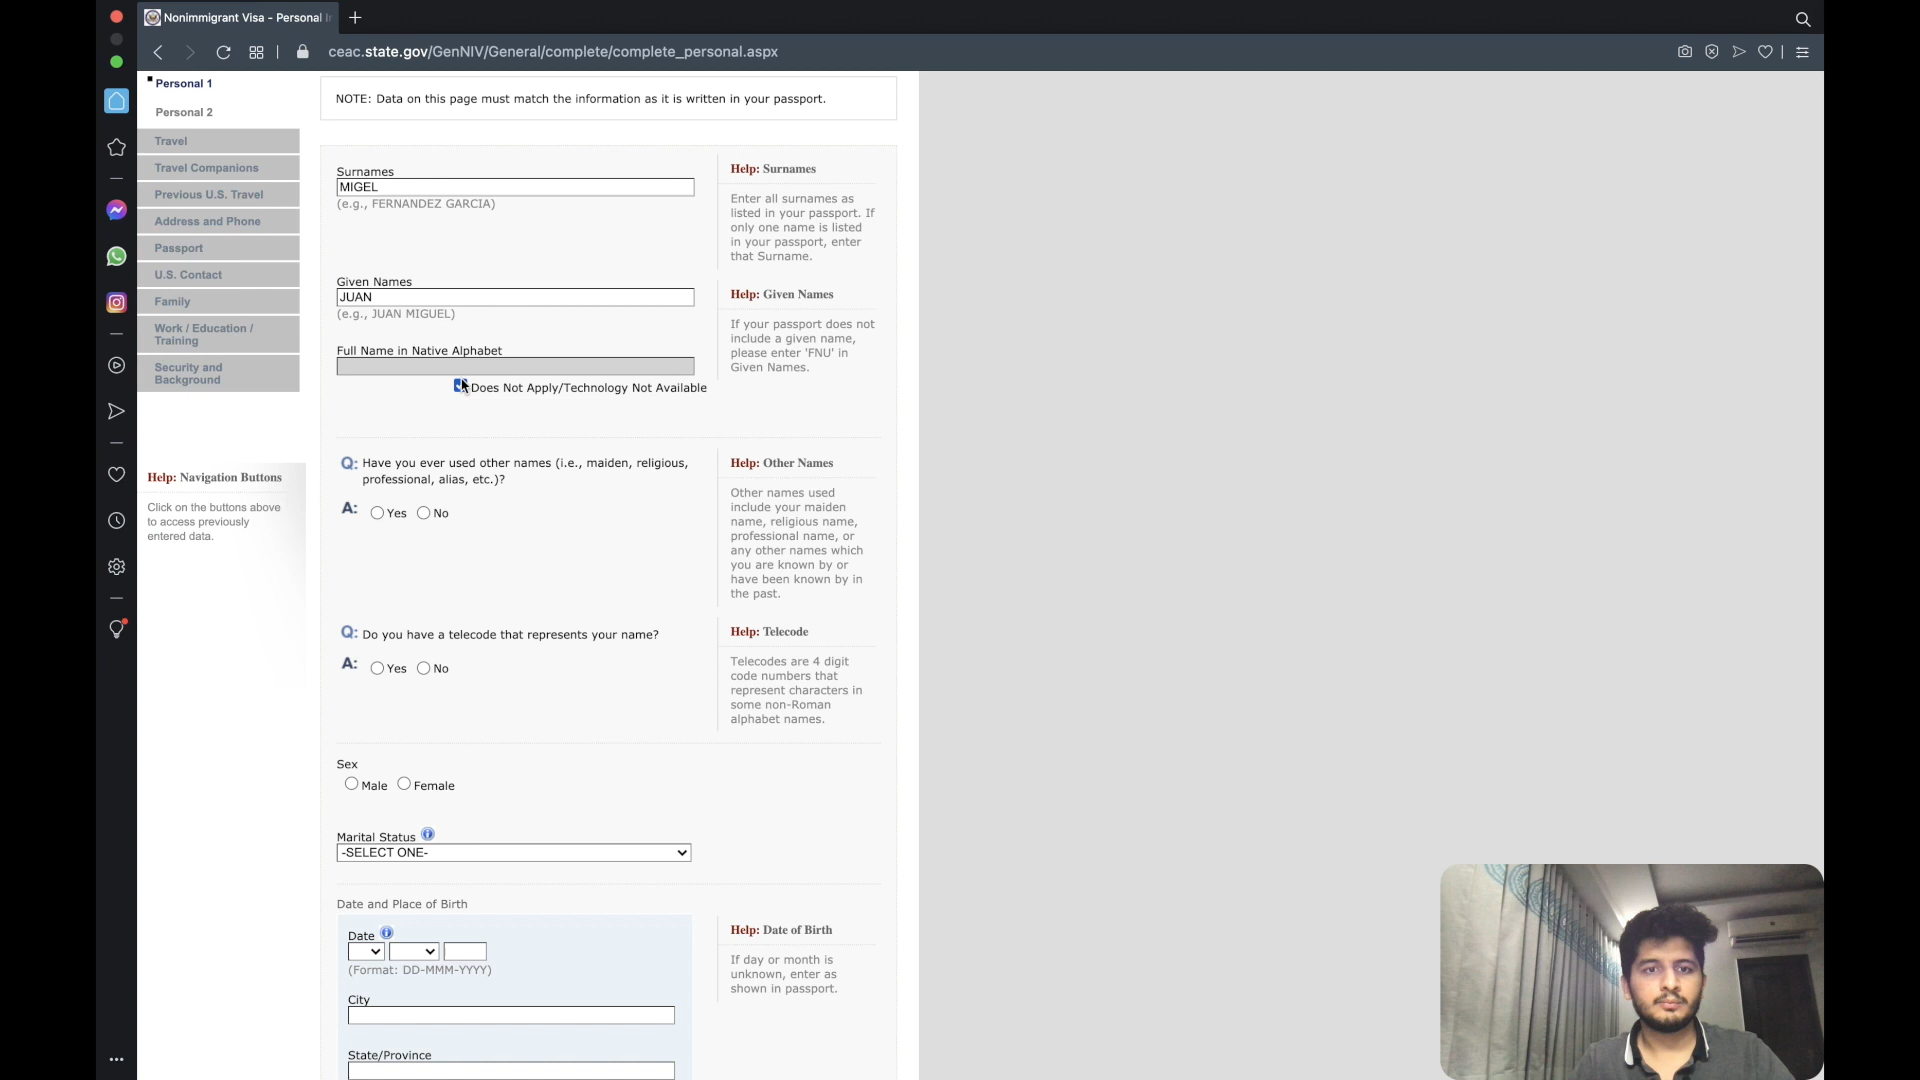 Nonimmigrant Visa - Personal I
ceac.state.gov/GenNIV/General/complete/complete_personal.aspx
Personal 1
Personal 2
Travel
Travel Companions
Previous U.S. Travel
Address and Phone
Passport
U.S. Contact
Family
Work / Education /
Training
Security and
Background
Help: Navigation Buttons
Click on the buttons above
to access previously
entered data.
NOTE: Data on this page must match the information as it is written in your passport.
Surnames
MIGEL
(e.g., FERNANDEZ GARCIA)
Help: Surnames
Enter all surnames as
listed in your passport. If
only one name is listed
in your passport, enter
that Surname.
Given Names
JUAN
(e.g., JUAN MIGUEL)
Help: Given Names
If your passport does not
include a given name,
please enter 'FNU' in
Given Names.
Full Name in Native Alphabet
Does Not Apply/Technology Not Available
Q: Have you ever used other names (i.e., maiden, religious,
professional, alias, etc.)?
A: Yes No
Help: Other Names
Other names used
include your maiden
name, religious name,
professional name, or
any other names which
you are known by or
have been known by in
the past.
Q: Do you have a telecode that represents your name?
A: Yes No
Help: Telecode
Telecodes are 4 digit
code numbers that
represent characters in
some non-Roman
alphabet names.
Sex
Male Female
Marital Status
-SELECT ONE-
Date and Place of Birth
Date
(Format: DD-MMM-YYYY)
Help: Date of Birth
If day or month is
unknown, enter as
shown in passport.
City
State/Province